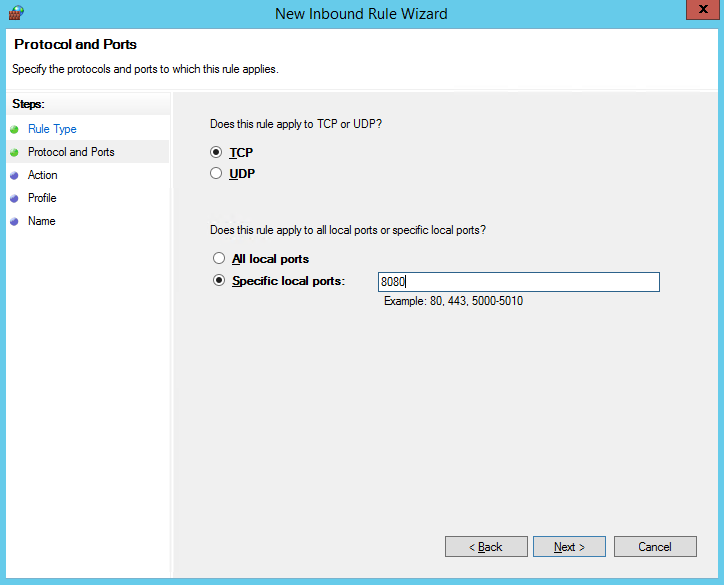 New Inbound Rule Wizard
x
Protocol and Ports
Specify the protocols and ports to which this rule applies.
Steps:
Rule Type
Protocol and Ports
Action
Profile
Name
Does this rule apply to TCP or UDP?
TCP
UDP
Does this rule apply to all local ports or specific local ports?
All local ports
Specific local ports: 8080
Example: 80, 443, 5000-5010
< Back Next > Cancel